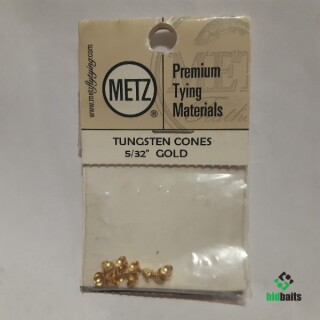 www.metzflytying.com
METZ
®
Premium
Tying
Materials
TUNGSTEN CONES
5/32" GOLD
bidbaits